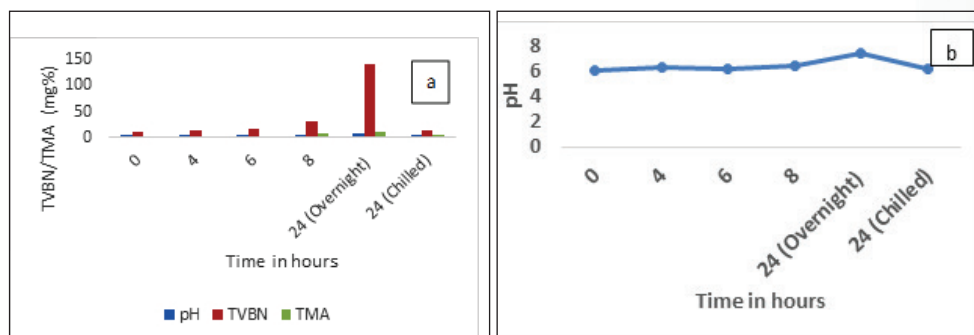 a
150
100
50
0
TVBN/TMA (mg%)
0
4
6
8
24 (Overnight)
24 (Chilled)
Time in hours
pH TVBN TMA
b
8
6
4
2
0
pH
0
4
6
8
24 (Overnight)
24 (Chilled)
Time in hours